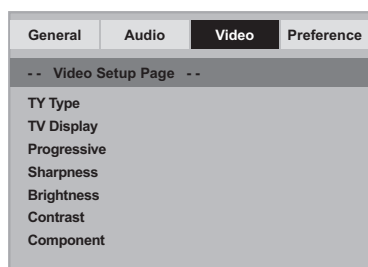 General Audio Video Preference
-- Video Setup Page --
TY Type
TV Display
Progressive
Sharpness
Brightness
Contrast
Component